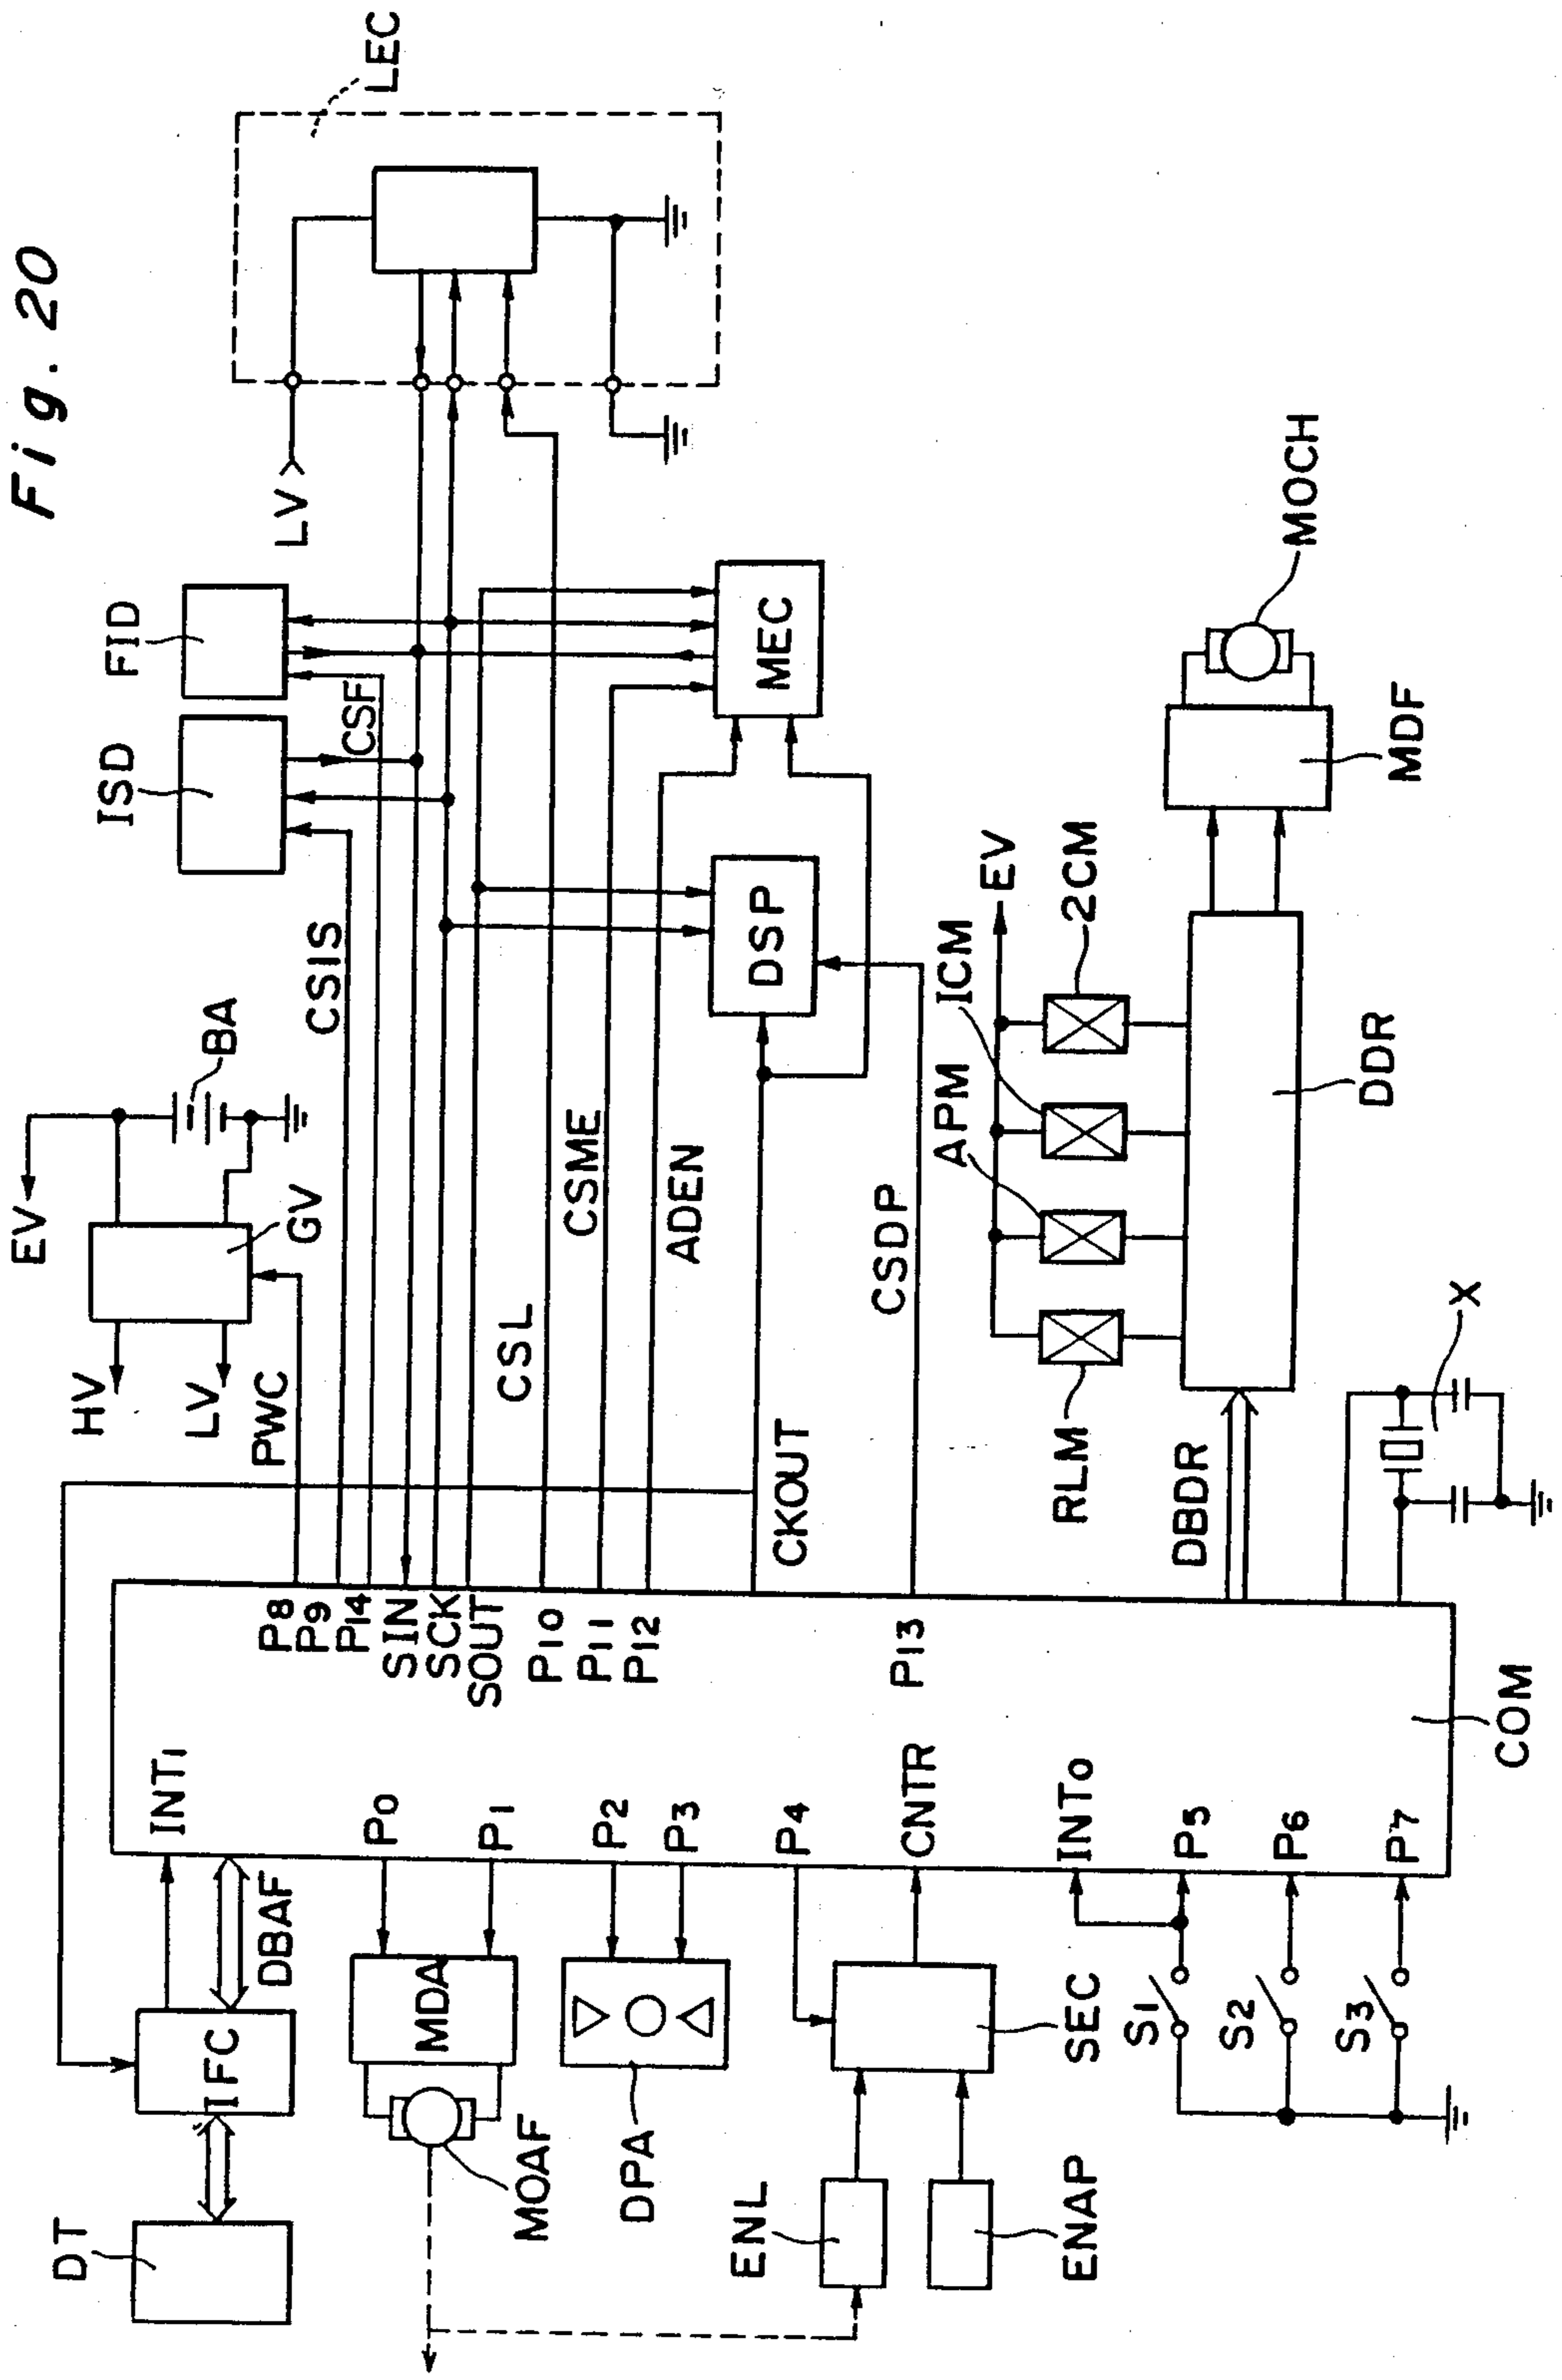 Fig. 20
LEC
LV
FID
ISD
CSF
CSIS
BA
EV
GV
HV
LV
PWC
CSL
CSME
ADEN
CKOUT
CSDP
MEC
DSP
EV
2CM
ICM
APM
RLM
DBDR
DDR
MDF
MOCH
X
P8
P9
P14
SIN
SCK
SOUT
P10
P11
P12
P13
COM
INT1
P0
P1
P2
P3
P4
CNTR
INT0
P5
P6
P7
DBAF
IFC
DT
MDA
MOAF
DPA
SEC
ENL
ENAP
S1
S2
S3